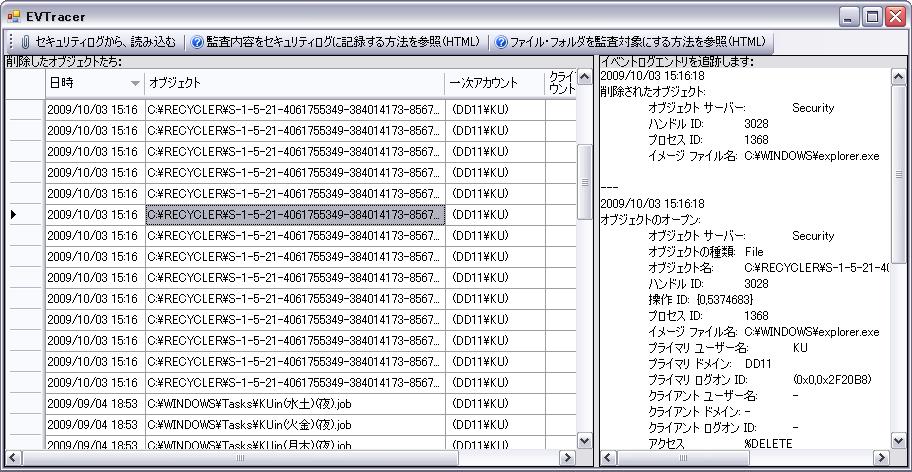 EVTracer
セキュリティログから、読み込む 監査内容をセキュリティログに記録する方法を参照(HTML) ファイル・フォルダを監査対象にする方法を参照(HTML)
削除したオブジェクトたち:
日時 オブジェクト 一次アカウント クライ
ウント
2009/10/03 15:16 C:¥RECYCLER¥S-1-5-21-4061755349-384014173-8567... (DD11¥KU)
2009/10/03 15:16 C:¥RECYCLER¥S-1-5-21-4061755349-384014173-8567... (DD11¥KU)
2009/10/03 15:16 C:¥RECYCLER¥S-1-5-21-4061755349-384014173-8567... (DD11¥KU)
2009/10/03 15:16 C:¥RECYCLER¥S-1-5-21-4061755349-384014173-8567... (DD11¥KU)
2009/10/03 15:16 C:¥RECYCLER¥S-1-5-21-4061755349-384014173-8567... (DD11¥KU)
2009/10/03 15:16 C:¥RECYCLER¥S-1-5-21-4061755349-384014173-8567... (DD11¥KU)
2009/10/03 15:16 C:¥RECYCLER¥S-1-5-21-4061755349-384014173-8567... (DD11¥KU)
2009/10/03 15:16 C:¥RECYCLER¥S-1-5-21-4061755349-384014173-8567... (DD11¥KU)
2009/10/03 15:16 C:¥RECYCLER¥S-1-5-21-4061755349-384014173-8567... (DD11¥KU)
2009/10/03 15:16 C:¥RECYCLER¥S-1-5-21-4061755349-384014173-8567... (DD11¥KU)
2009/10/03 15:16 C:¥RECYCLER¥S-1-5-21-4061755349-384014173-8567... (DD11¥KU)
2009/10/03 15:16 C:¥RECYCLER¥S-1-5-21-4061755349-384014173-8567... (DD11¥KU)
2009/10/03 15:16 C:¥RECYCLER¥S-1-5-21-4061755349-384014173-8567... (DD11¥KU)
2009/10/03 15:16 C:¥RECYCLER¥S-1-5-21-4061755349-384014173-8567... (DD11¥KU)
2009/09/04 18:53 C:¥WINDOWS¥Tasks¥KUin(水土)(夜).job (DD11¥KU)
2009/09/04 18:53 C:¥WINDOWS¥Tasks¥KUin(火金)(夜).job (DD11¥KU)
2009/09/04 18:53 C:¥WINDOWS¥Tasks¥KUin(月木)(夜).job (DD11¥KU)
イベントログエントリを追跡します:
2009/10/03 15:16:18
削除されたオブジェクト:
オブジェクト サーバー: Security
ハンドル ID: 3028
プロセス ID: 1368
イメージ ファイル名: C:¥WINDOWS¥explorer.exe
---
2009/10/03 15:16:18
オブジェクトのオープン:
オブジェクト サーバー: Security
オブジェクトの種類: File
オブジェクト名: C:¥RECYCLER¥S-1-5-21-40
ハンドル ID: 3028
操作 ID: {0,5374683}
プロセス ID: 1368
イメージ ファイル名: C:¥WINDOWS¥explorer.exe
プライマリ ユーザー名: KU
プライマリ ドメイン: DD11
プライマリ ログオン ID: (0x0,0x2F20B8)
クライアント ユーザー名: -
クライアント ドメイン: -
クライアント ログオン ID: -
アクセス %DELETE